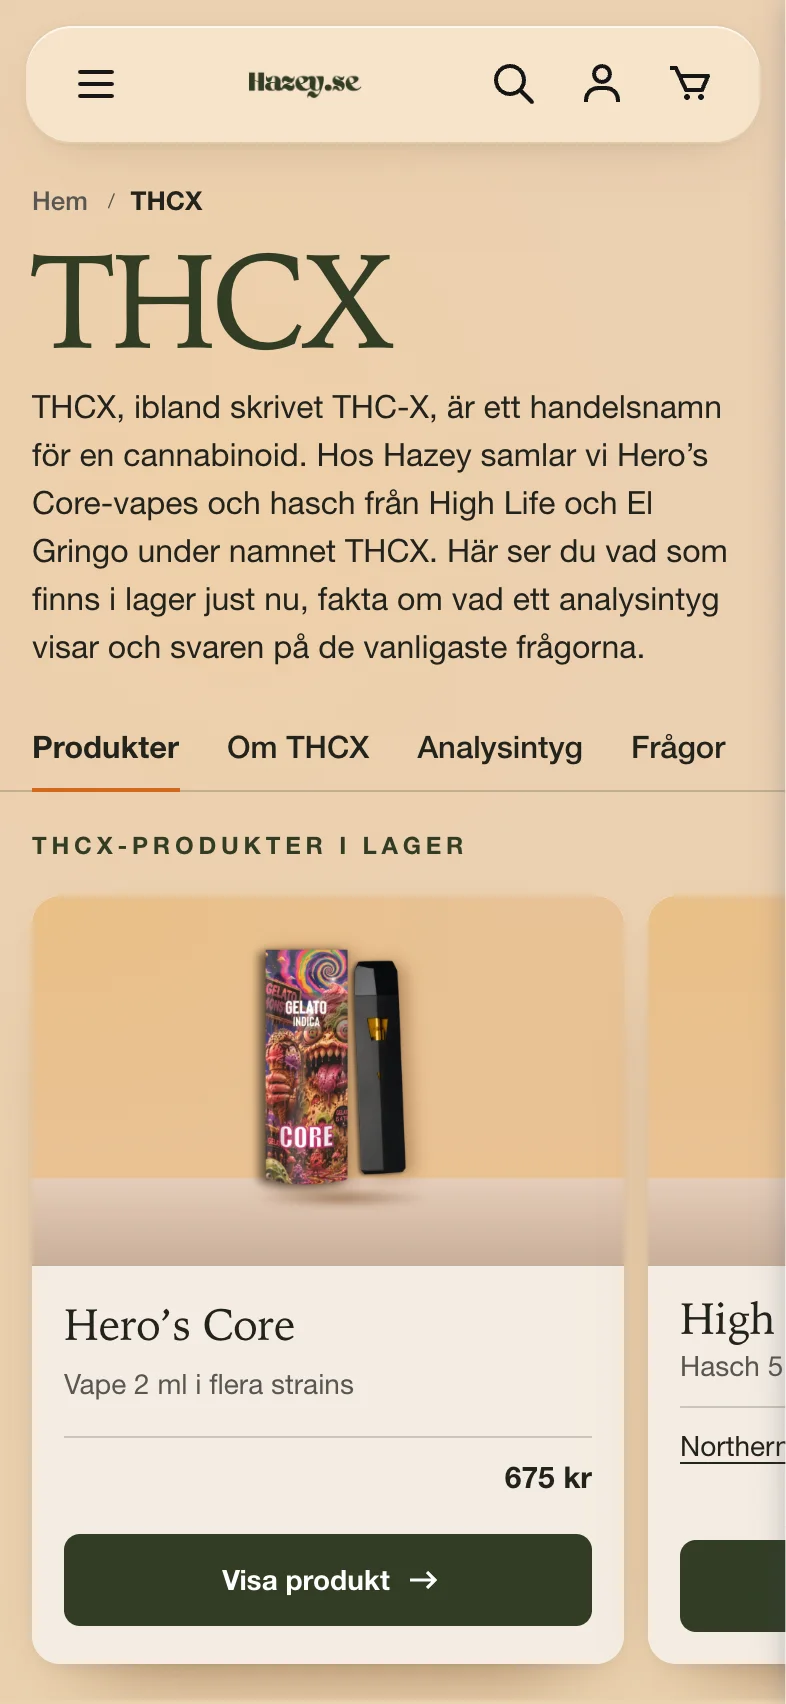 Hazey.se
Hem / THCX
THCX
THCX, ibland skrivet THC-X, är ett handelsnamn
för en cannabinoid. Hos Hazey samlar vi Hero’s
Core-vapes och hasch från High Life och El
Gringo under namnet THCX. Här ser du vad som
finns i lager just nu, fakta om vad ett analysintyg
visar och svaren på de vanligaste frågorna.
Produkter Om THCX Analysintyg Frågor
THCX-PRODUKTER I LAGER
GELATO
GELATO
INDICA
CORE
Hero’s Core
Vape 2 ml i flera strains
675 kr
Visa produkt →
High
Hasch 5
Northern